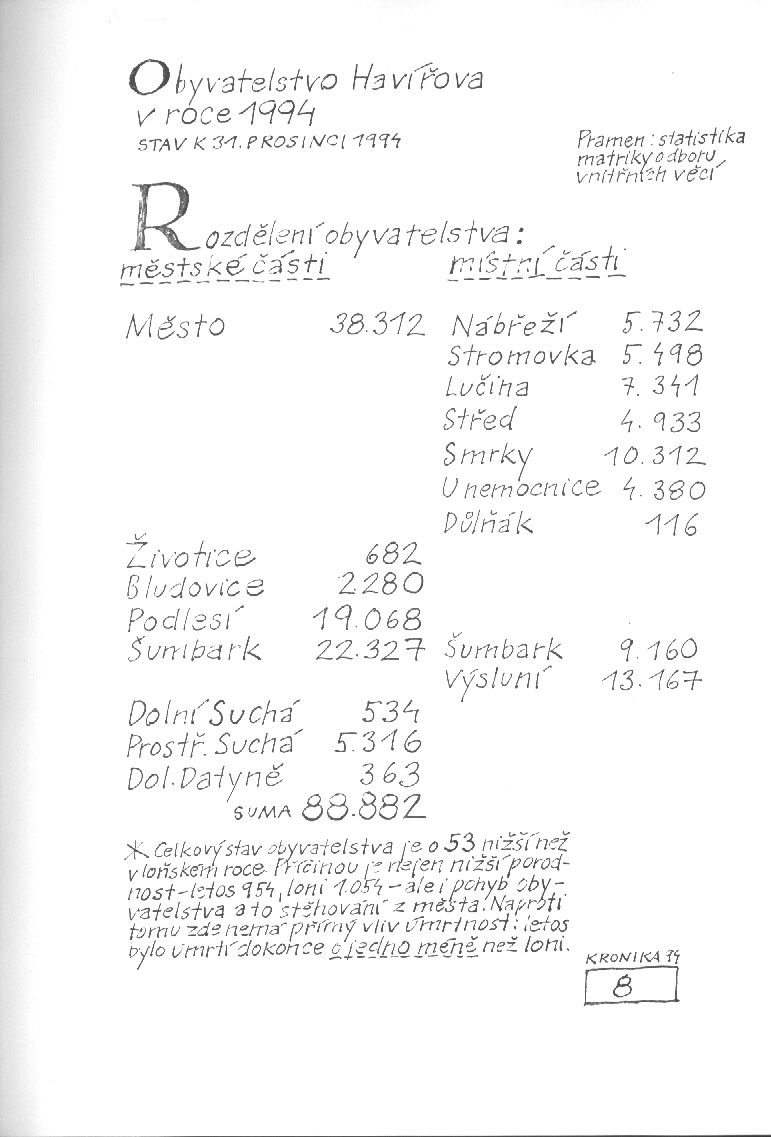 Obyvatelstvo Havířova
v roce 1994
STAV K 31. PROSINCI 1994
Pramen: statistika
matriky odboru
vnitřních věcí
Rozdělení obyvatelstva:
městské části místní části
Město 38.312 Nábřeží 5.732
Stromovka 5.498
Lučina 7.341
Střed 4.933
Smrky 10.312
U nemocnice 4.380
Důlňák 116
Životice 682
Bludovice 2280
Podlesí 19.068
Šumbark 22.327 Šumbark 9.160
Výsluní 13.167
Dolní Suchá 534
Prostř. Suchá 5.316
Dol. Datyně 363
SUMA 88.882
* Celkový stav obyvatelstva je o 53 nižší než
v loňském roce. Příčinou je nejen nižší porod-
nost - letos 954, loni 1.054 - ale i pohyb oby-
vatelstva a to stěhování z města. Naproti
tomu zde nemá přímý vliv úmrtnost: letos
bylo úmrtí dokonce o jedno méně než loni.
KRONIKA 94
8